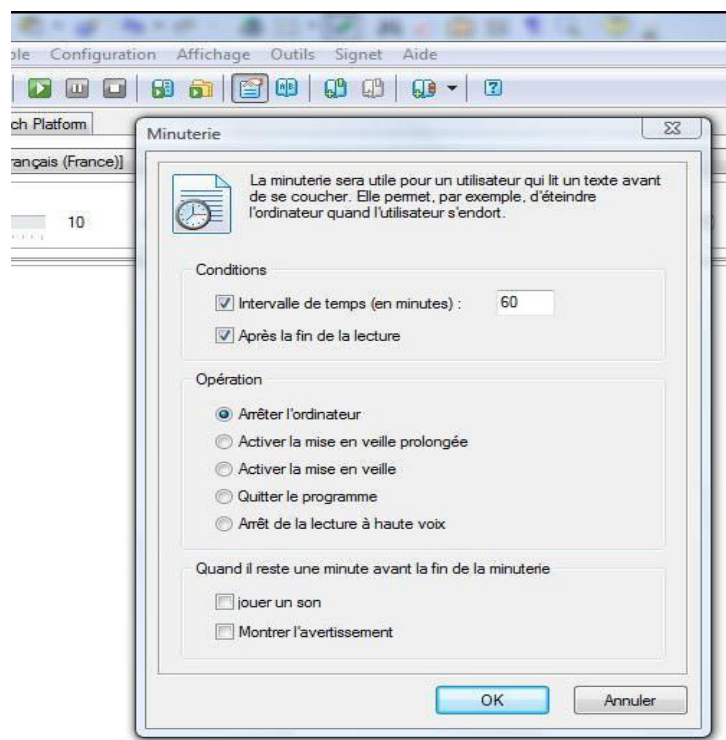 ble Configuration Affichage Outils Signet Aide
ch Platform
rançais (France)]
10
Minuterie
La minuterie sera utile pour un utilisateur qui lit un texte avant
de se coucher. Elle permet, par exemple, d'éteindre
l'ordinateur quand l'utilisateur s'endort.
Conditions
Intervalle de temps (en minutes) : 60
Après la fin de la lecture
Opération
Arrêter l'ordinateur
Activer la mise en veille prolongée
Activer la mise en veille
Quitter le programme
Arrêt de la lecture à haute voix
Quand il reste une minute avant la fin de la minuterie
jouer un son
Montrer l'avertissement
OK Annuler